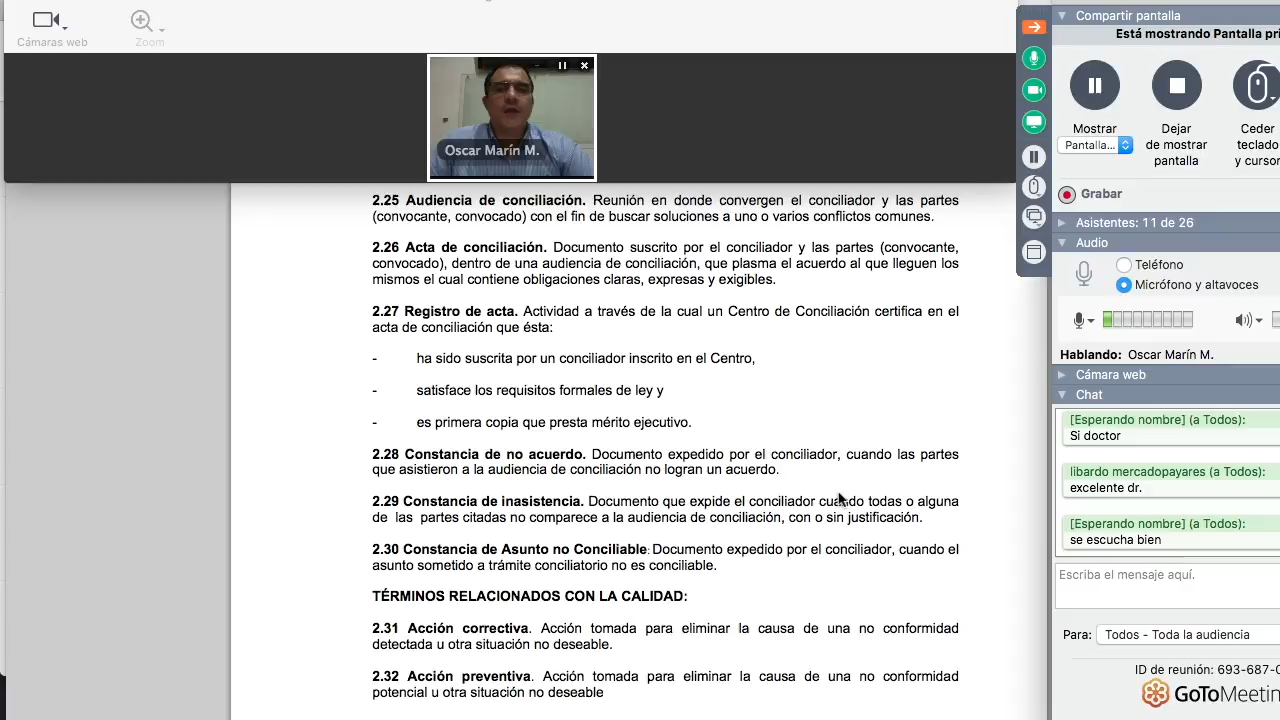 Cámaras web
Zoom
Oscar Marín M.
2.25 Audiencia de conciliación. Reunión en donde convergen el conciliador y las partes
(convocante, convocado) con el fin de buscar soluciones a uno o varios conflictos comunes.
2.26 Acta de conciliación. Documento suscrito por el conciliador y las partes (convocante,
convocado), dentro de una audiencia de conciliación, que plasma el acuerdo al que lleguen los
mismos el cual contiene obligaciones claras, expresas y exigibles.
2.27 Registro de acta. Actividad a través de la cual un Centro de Conciliación certifica en el
acta de conciliación que ésta:
- ha sido suscrita por un conciliador inscrito en el Centro,
- satisface los requisitos formales de ley y
- es primera copia que presta mérito ejecutivo.
2.28 Constancia de no acuerdo. Documento expedido por el conciliador, cuando las partes
que asistieron a la audiencia de conciliación no logran un acuerdo.
2.29 Constancia de inasistencia. Documento que expide el conciliador cuando todas o alguna
de las partes citadas no comparece a la audiencia de conciliación, con o sin justificación.
2.30 Constancia de Asunto no Conciliable: Documento expedido por el conciliador, cuando el
asunto sometido a trámite conciliatorio no es conciliable.
TÉRMINOS RELACIONADOS CON LA CALIDAD:
2.31 Acción correctiva. Acción tomada para eliminar la causa de una no conformidad
detectada u otra situación no deseable.
2.32 Acción preventiva. Acción tomada para eliminar la causa de una no conformidad
potencial u otra situación no deseable
Compartir pantalla
Está mostrando Pantalla pri
Mostrar
Pantalla...
Dejar
de mostrar
pantalla
Ceder
teclado
y cursor
Grabar
Asistentes: 11 de 26
Audio
Teléfono
Micrófono y altavoces
Hablando: Oscar Marín M.
Cámara web
Chat
[Esperando nombre] (a Todos):
Si doctor
libardo mercadopayares (a Todos):
excelente dr.
[Esperando nombre] (a Todos):
se escucha bien
Escriba el mensaje aquí.
Para: Todos - Toda la audiencia
ID de reunión: 693-687-0
GoToMeetin